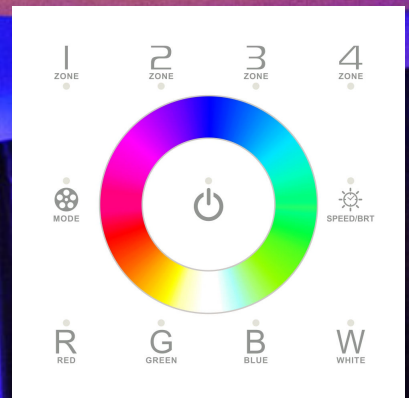 1 2 3 4
ZONE ZONE ZONE ZONE
MODE SPEED/BRT
R G B W
RED GREEN BLUE WHITE